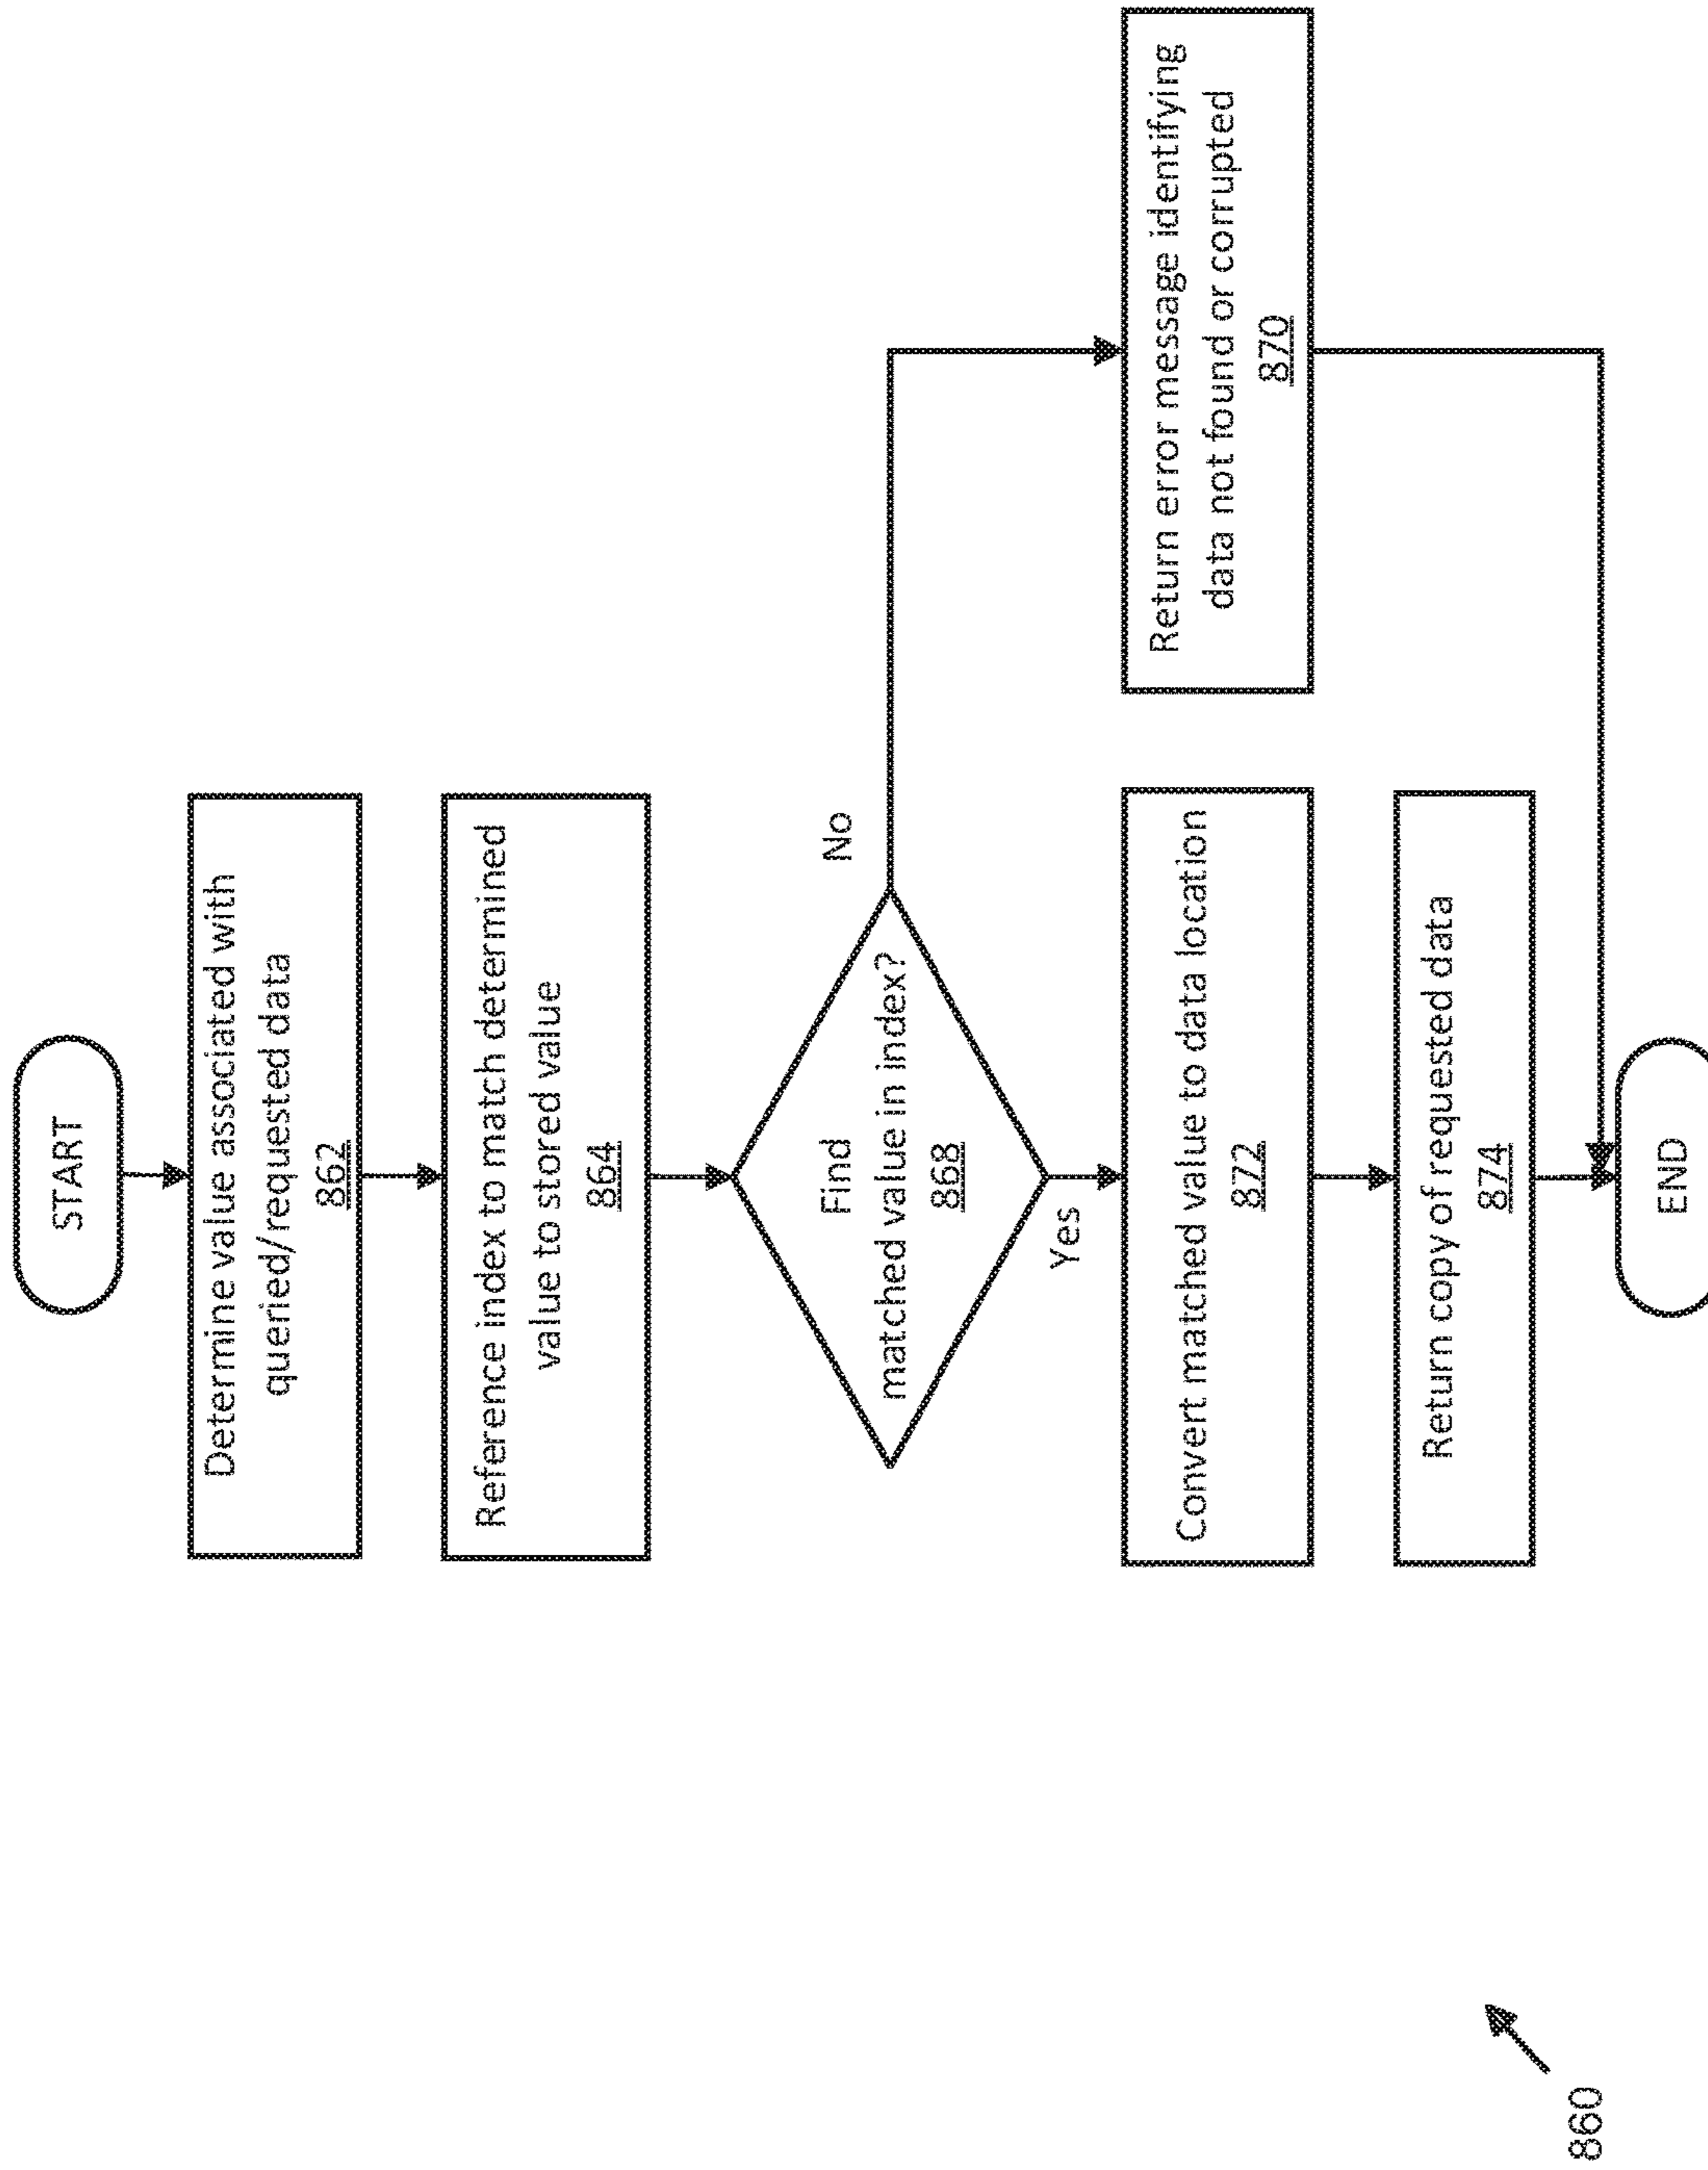 START
Determine value associated with
queried/requested data
862
Reference index to match determined
value to stored value
864
Find
matched value in index?
868
No
Yes
Return error message identifying
data not found or corrupted
870
Convert matched value to data location
872
Return copy of requested data
874
END
860